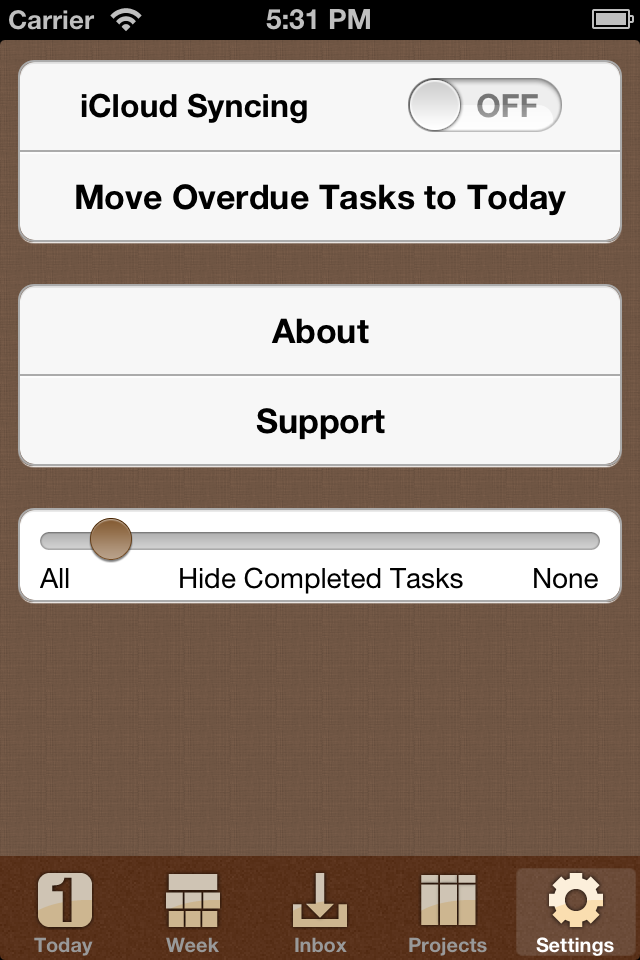 Carrier 5:31 PM
iCloud Syncing OFF
Move Overdue Tasks to Today
About
Support
All Hide Completed Tasks None
1
Today Week Inbox Projects Settings